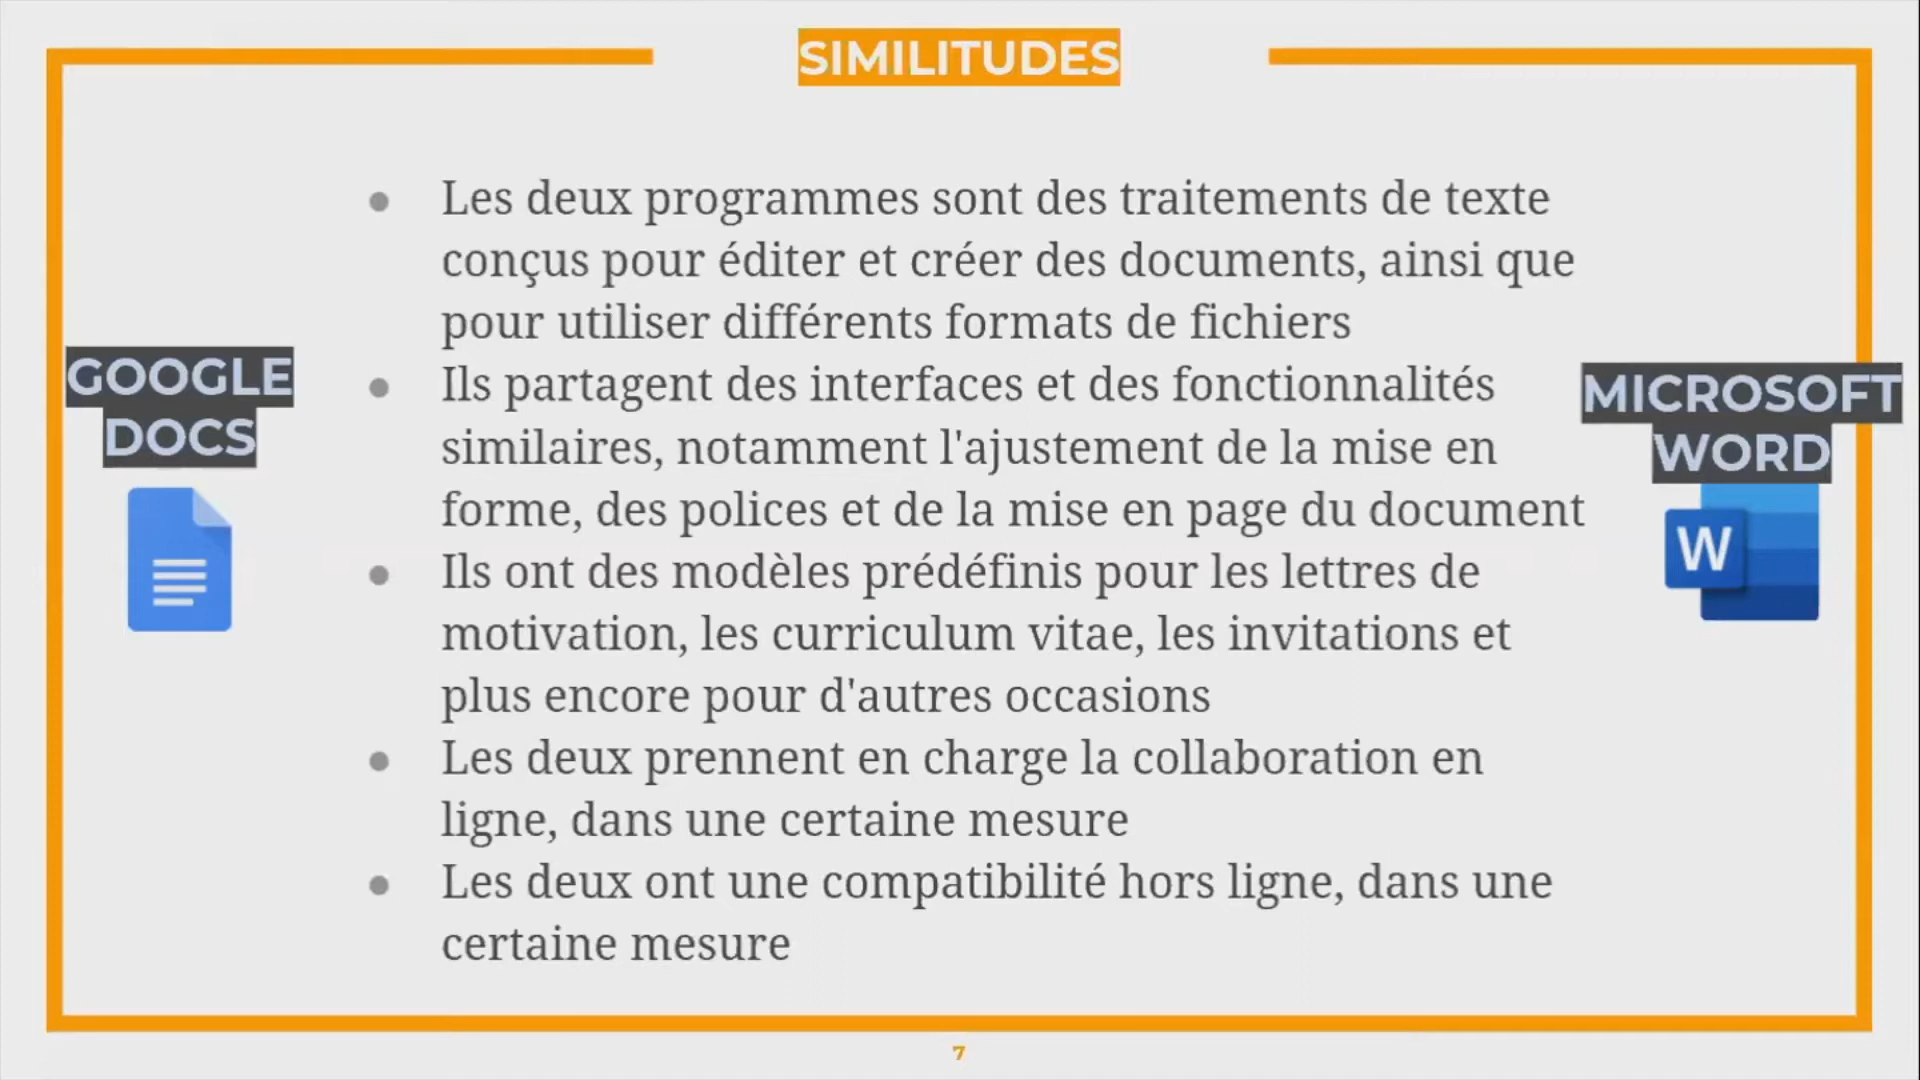 SIMILITUDES
GOOGLE
DOCS
Les deux programmes sont des traitements de texte
conçus pour éditer et créer des documents, ainsi que
pour utiliser différents formats de fichiers
Ils partagent des interfaces et des fonctionnalités
similaires, notamment l'ajustement de la mise en
forme, des polices et de la mise en page du document
Ils ont des modèles prédéfinis pour les lettres de
motivation, les curriculum vitae, les invitations et
plus encore pour d'autres occasions
Les deux prennent en charge la collaboration en
ligne, dans une certaine mesure
Les deux ont une compatibilité hors ligne, dans une
certaine mesure
MICROSOFT
WORD
W
7